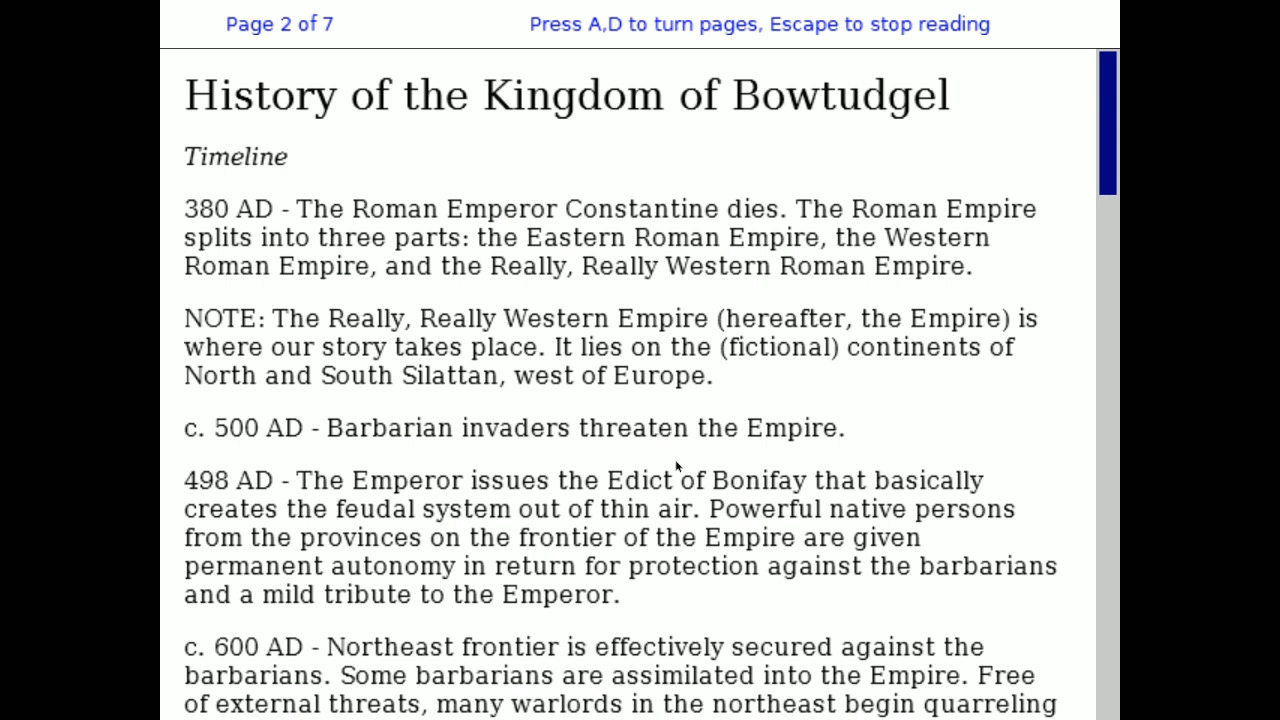 Page 2 of 7
Press A,D to turn pages, Escape to stop reading
History of the Kingdom of Bowtudgel
Timeline
380 AD - The Roman Emperor Constantine dies. The Roman Empire
splits into three parts: the Eastern Roman Empire, the Western
Roman Empire, and the Really, Really Western Roman Empire.
NOTE: The Really, Really Western Empire (hereafter, the Empire) is
where our story takes place. It lies on the (fictional) continents of
North and South Silattan, west of Europe.
c. 500 AD - Barbarian invaders threaten the Empire.
498 AD - The Emperor issues the Edict of Bonifay that basically
creates the feudal system out of thin air. Powerful native persons
from the provinces on the frontier of the Empire are given
permanent autonomy in return for protection against the barbarians
and a mild tribute to the Emperor.
c. 600 AD - Northeast frontier is effectively secured against the
barbarians. Some barbarians are assimilated into the Empire. Free
of external threats, many warlords in the northeast begin quarreling